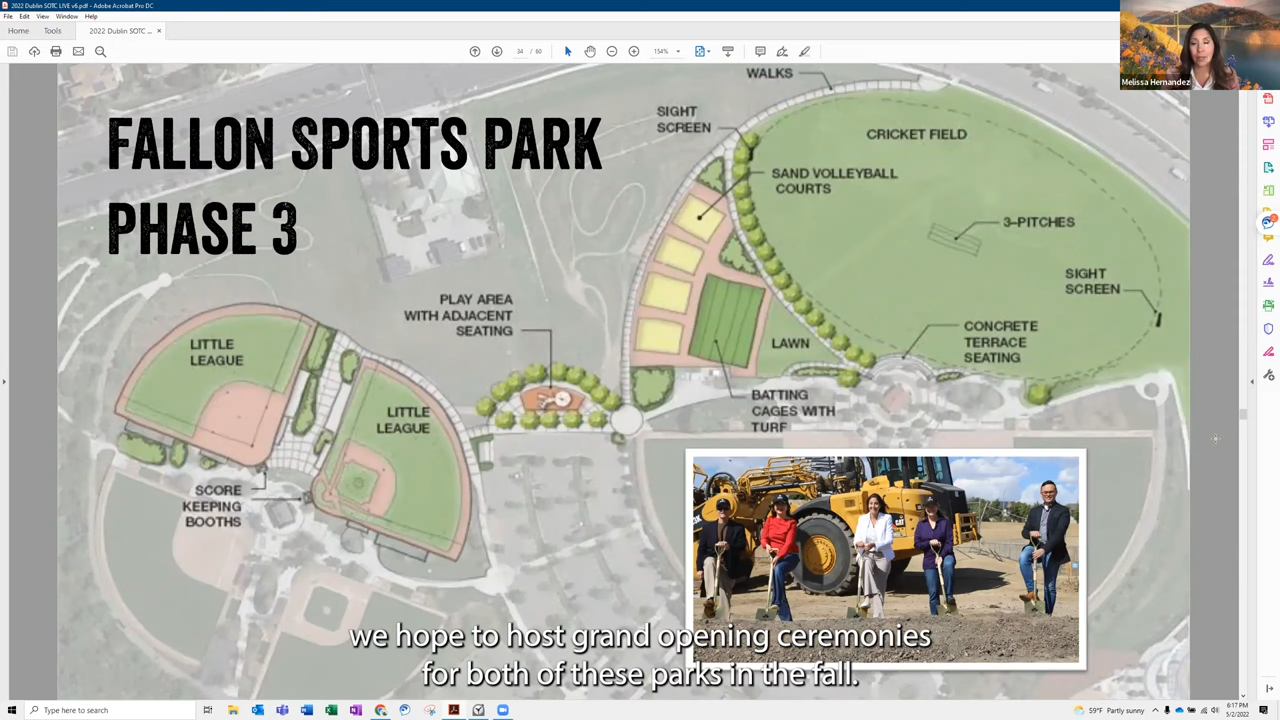 2022 Dublin SOTC LIVE v6.pdf - Adobe Acrobat Pro DC
File Edit View Window Help
Home Tools 2022 Dublin SOTC ... ×
34 / 60
154%
Melissa Hernandez
FALLON SPORTS PARK
PHASE 3
WALKS
SIGHT
SCREEN
CRICKET FIELD
SAND VOLLEYBALL
COURTS
3-PITCHES
SIGHT
SCREEN
PLAY AREA
WITH ADJACENT
SEATING
CONCRETE
TERRACE
SEATING
LITTLE
LEAGUE
LAWN
LITTLE
LEAGUE
BATTING
CAGES WITH
TURF
SCORE
KEEPING
BOOTHS
CAT
we hope to host grand opening ceremonies
for both of these parks in the fall.
Type here to search
59°F Partly sunny
6:17 PM
5/2/2022